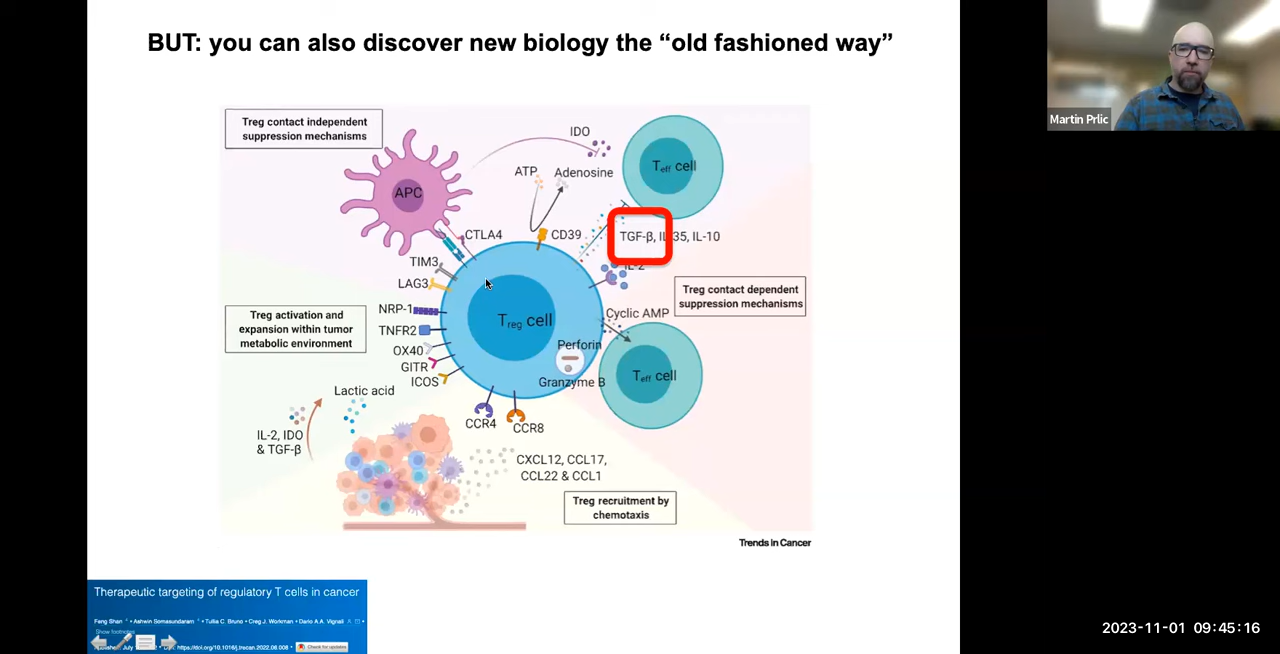 BUT: you can also discover new biology the “old fashioned way”
Martin Prlic
Treg contact independent
suppression mechanisms
IDO
ATP
Adenosine
Teff cell
APC
CTLA4
CD39
TGF-β, IL-35, IL-10
IL-2
TIM3
LAG3
Treg contact dependent
suppression mechanisms
NRP-1
Treg activation and
expansion within tumor
metabolic environment
TNFR2
Treg cell
Cyclic AMP
OX40
Perforin
GITR
Teff cell
ICOS
Granzyme B
Lactic acid
CCR4
CCR8
IL-2, IDO
& TGF-β
CXCL12, CCL17,
CCL22 & CCL1
Treg recruitment by
chemotaxis
Trends in Cancer
Therapeutic targeting of regulatory T cells in cancer
Feng Shan • Ashwin Somasundaram • Tullia C. Bruno • Creg J. Workman • Dario A.A. Vignali
Show footnotes
https://doi.org/10.1016/j.trecan.2022.06.008 • Check for updates
2023-11-01 09:45:16